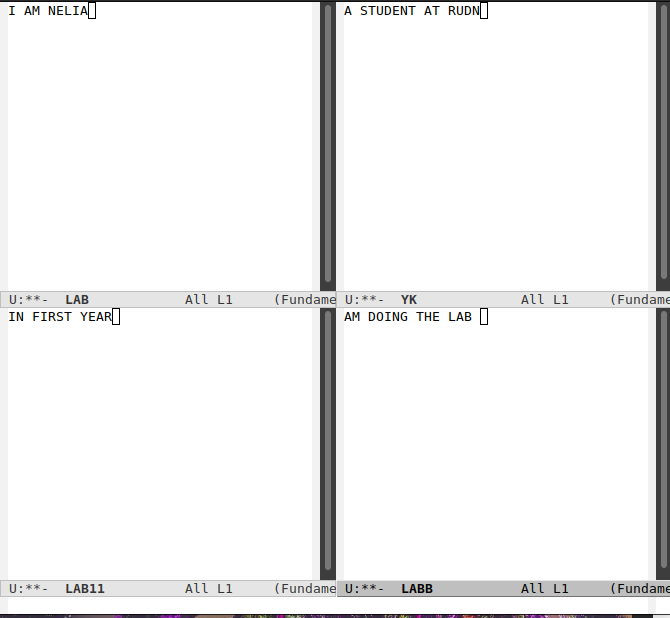 I AM NELIA
A STUDENT AT RUDN
U:**-  LAB            All L1     (Fundame
U:**-  YK             All L1     (Fundame
IN FIRST YEAR
AM DOING THE LAB
U:**-  LAB11          All L1     (Fundame
U:**-  LABB           All L1     (Fundame